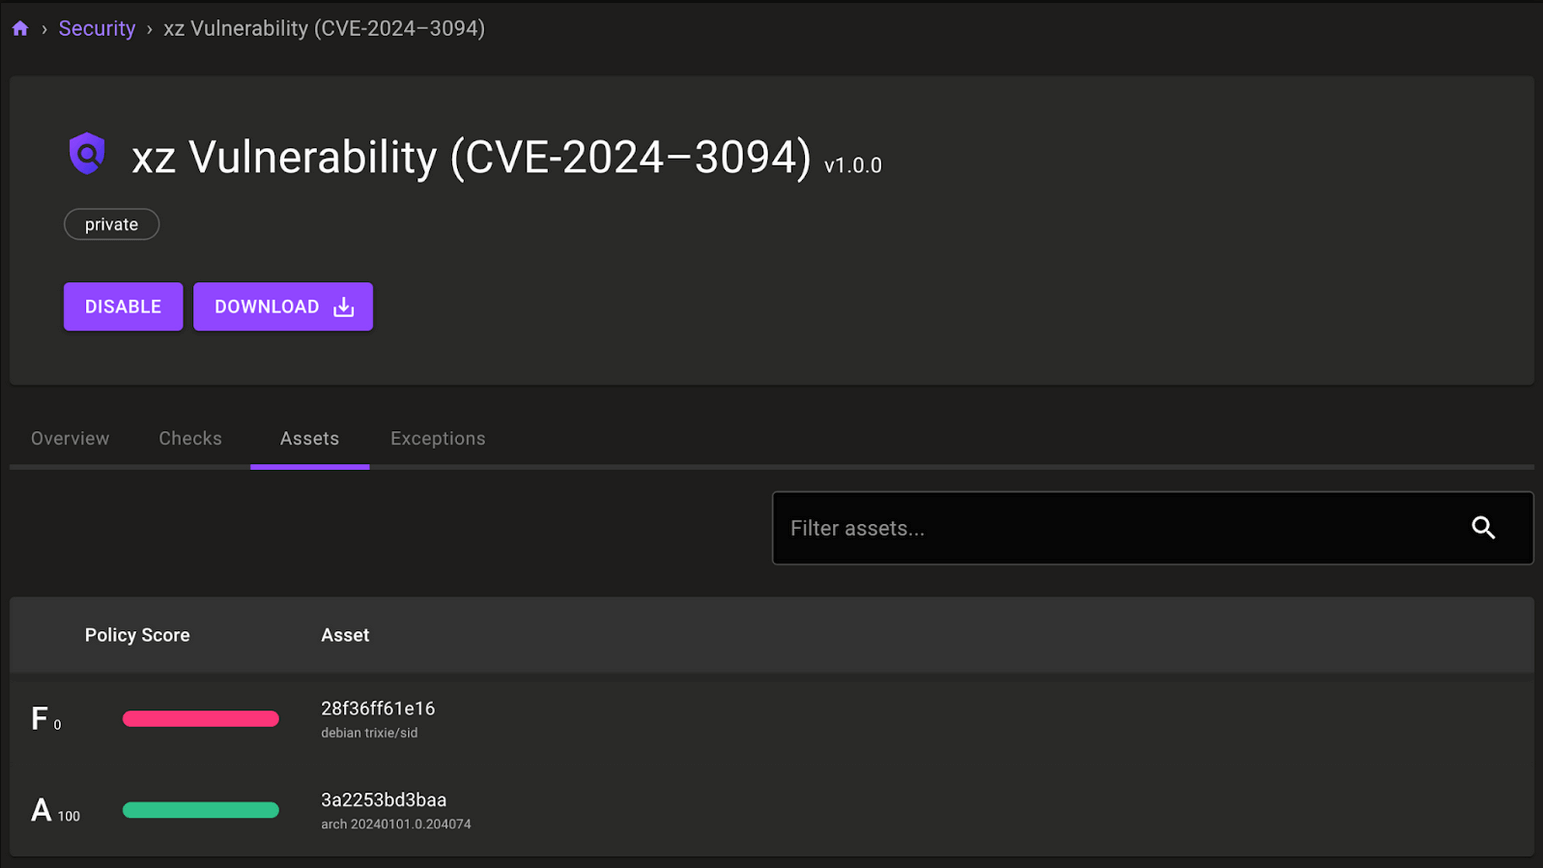 › Security › xz Vulnerability (CVE-2024–3094)
xz Vulnerability (CVE-2024–3094) v1.0.0
private
DISABLE DOWNLOAD
Overview Checks Assets Exceptions
Filter assets...
Policy Score Asset
F 0 28f36ff61e16
debian trixie/sid
A 100 3a2253bd3baa
arch 20240101.0.204074